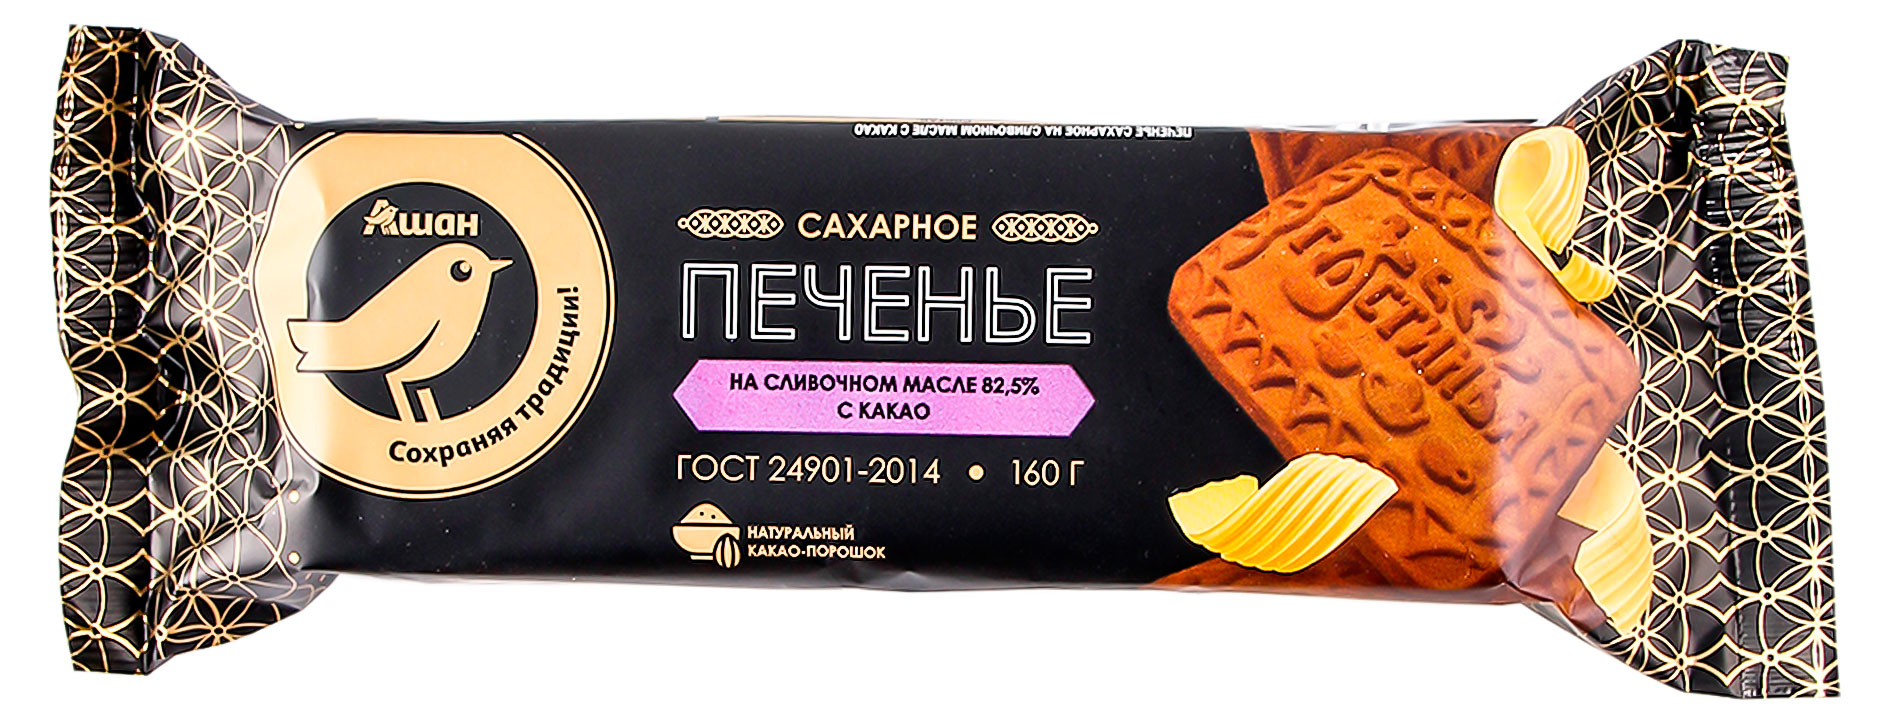 ПЕЧЕНЬЕ САХАРНОЕ НА СЛИВОЧНОМ МАСЛЕ С КАКАО
Ашан
Сохраняя традиции!
САХАРНОЕ
ПЕЧЕНЬЕ
НА СЛИВОЧНОМ МАСЛЕ 82,5%
С КАКАО
ГОСТ 24901-2014 • 160 Г
НАТУРАЛЬНЫЙ
КАКАО-ПОРОШОК